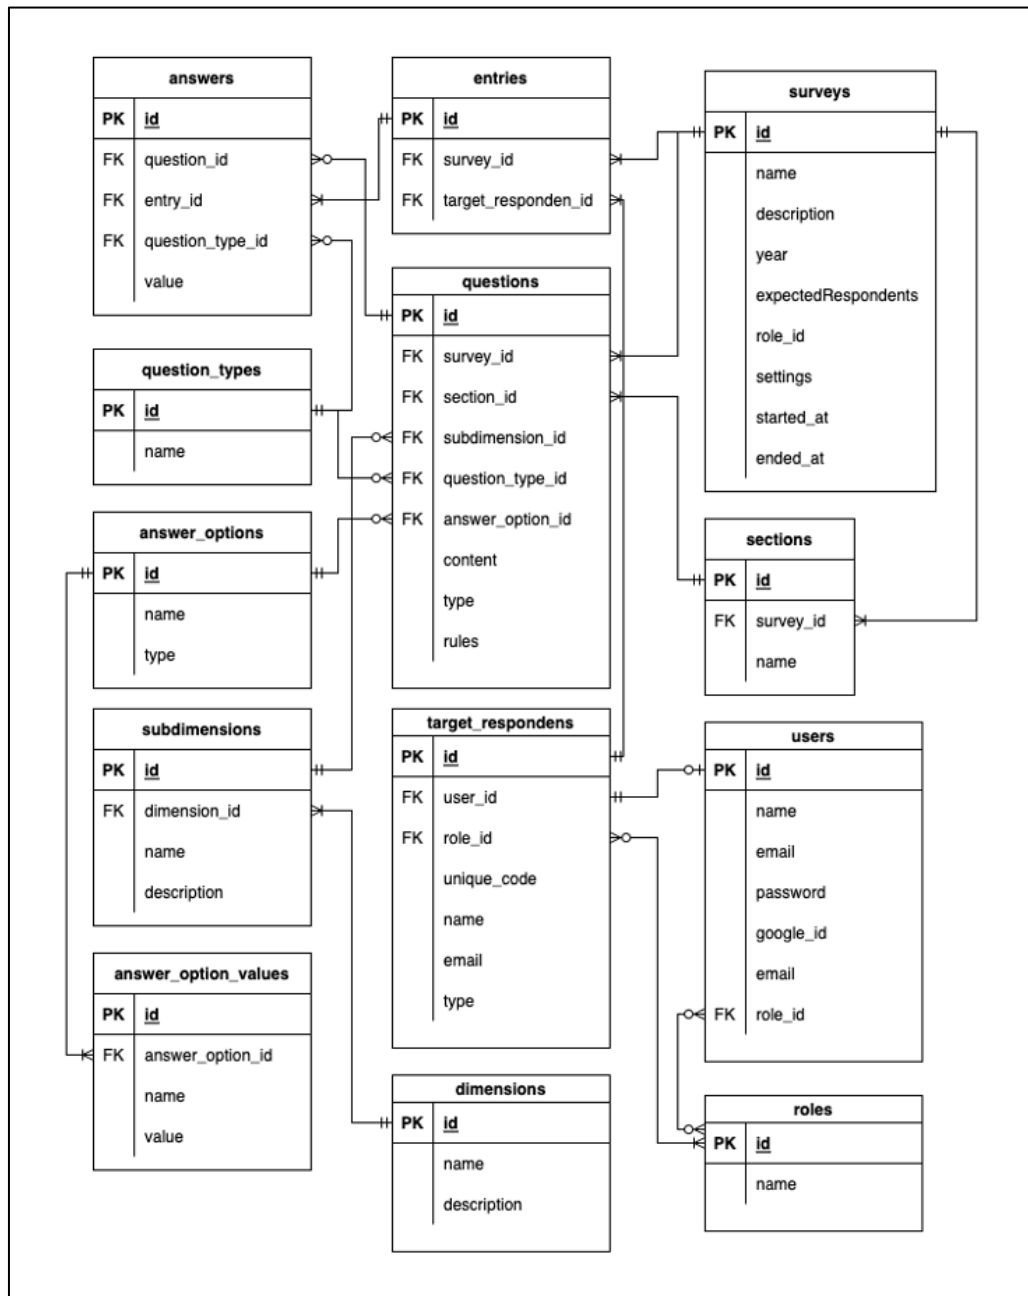 answers
PK id
FK question_id
FK entry_id
FK question_type_id
value
entries
PK id
FK survey_id
FK target_responden_id
surveys
PK id
name
description
year
expectedRespondents
role_id
settings
started_at
ended_at
questions
PK id
FK survey_id
FK section_id
FK subdimension_id
FK question_type_id
FK answer_option_id
content
type
rules
question_types
PK id
name
answer_options
PK id
name
type
sections
PK id
FK survey_id
name
subdimensions
PK id
FK dimension_id
name
description
target_respondens
PK id
FK user_id
FK role_id
unique_code
name
email
type
users
PK id
name
email
password
google_id
email
FK role_id
answer_option_values
PK id
FK answer_option_id
name
value
dimensions
PK id
name
description
roles
PK id
name